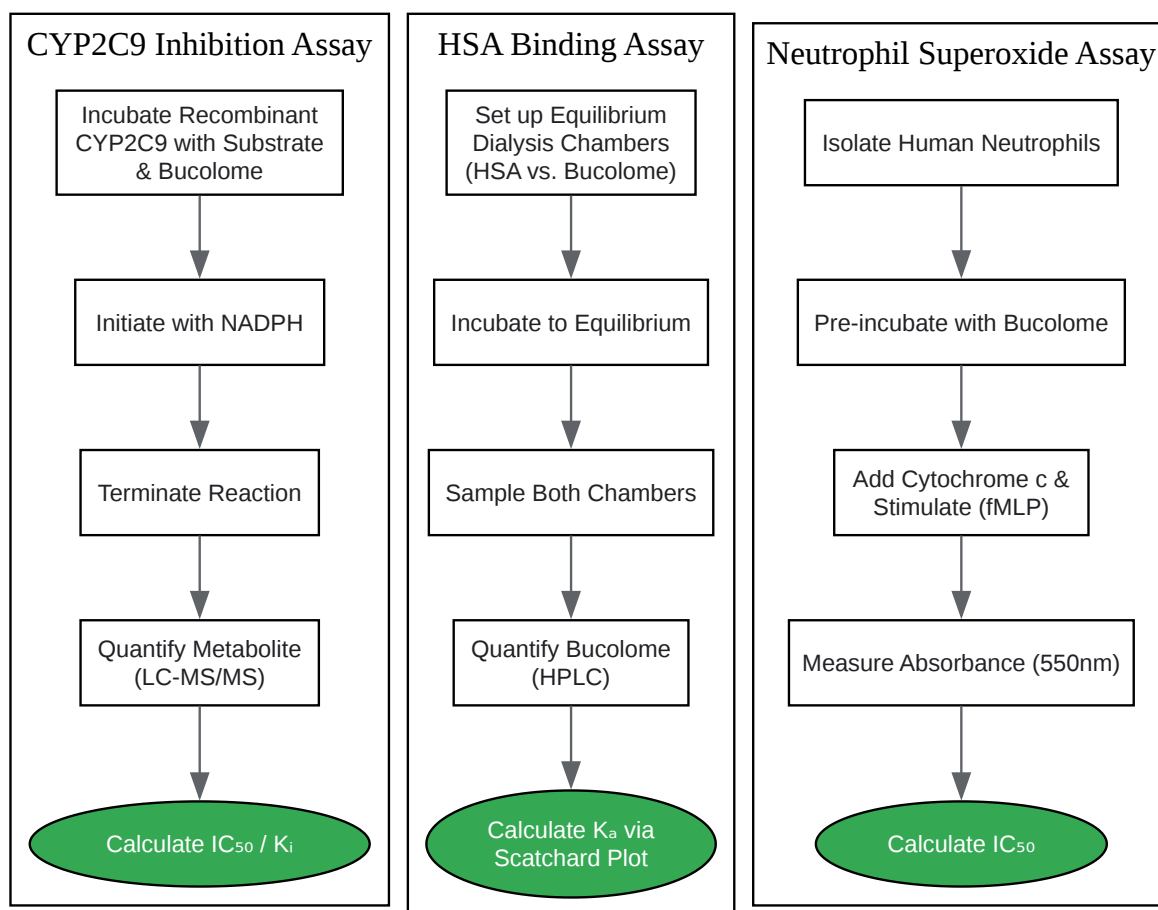 CYP2C9 Inhibition Assay
Incubate Recombinant
CYP2C9 with Substrate
& Bucolome
Initiate with NADPH
Terminate Reaction
Quantify Metabolite
(LC-MS/MS)
Calculate IC₅₀ / Kᵢ
HSA Binding Assay
Set up Equilibrium
Dialysis Chambers
(HSA vs. Bucolome)
Incubate to Equilibrium
Sample Both Chambers
Quantify Bucolome
(HPLC)
Calculate Kₐ via
Scatchard Plot
Neutrophil Superoxide Assay
Isolate Human Neutrophils
Pre-incubate with Bucolome
Add Cytochrome c &
Stimulate (fMLP)
Measure Absorbance (550nm)
Calculate IC₅₀